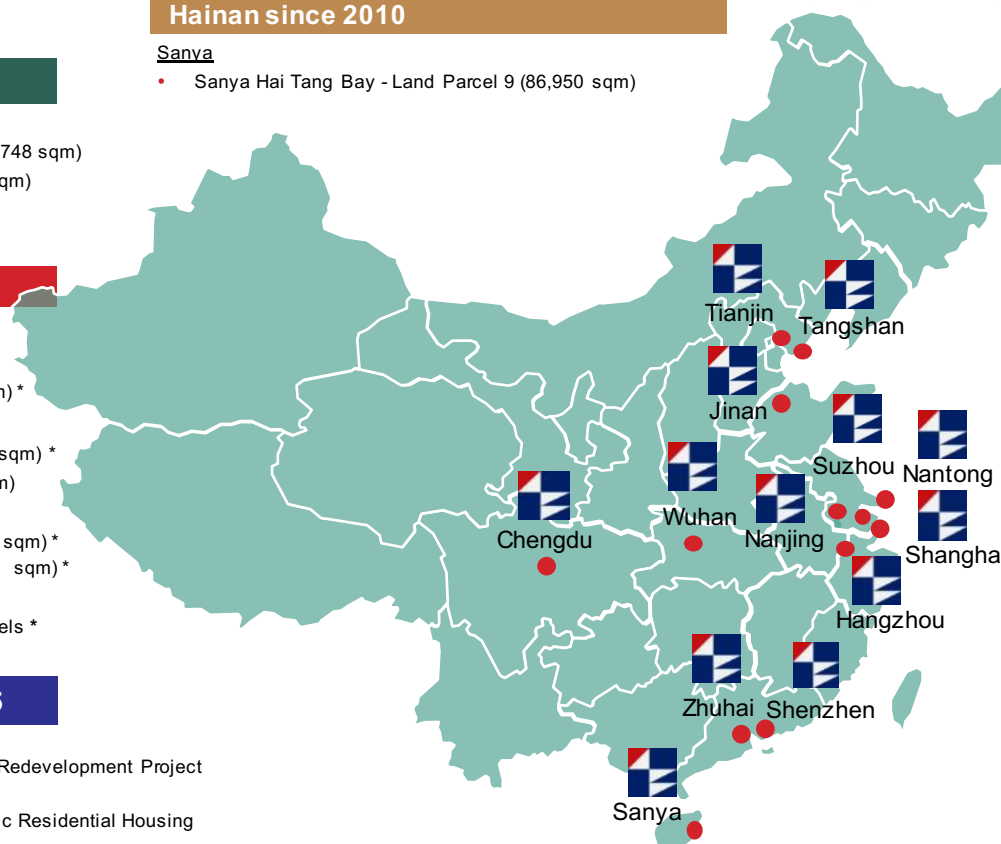 Hainan since 2010
Sanya
• Sanya Hai Tang Bay - Land Parcel 9 (86,950 sqm)
748 sqm)
qm)
m) *
sqm) *
m)
sqm) *
sqm) *
els *
5
Redevelopment Project
c Residential Housing
Tianjin
Tangshan
Jinan
Suzhou
Nantong
Wuhan
Nanjing
Chengdu
Shangha
Hangzhou
Zhuhai
Shenzhen
Sanya